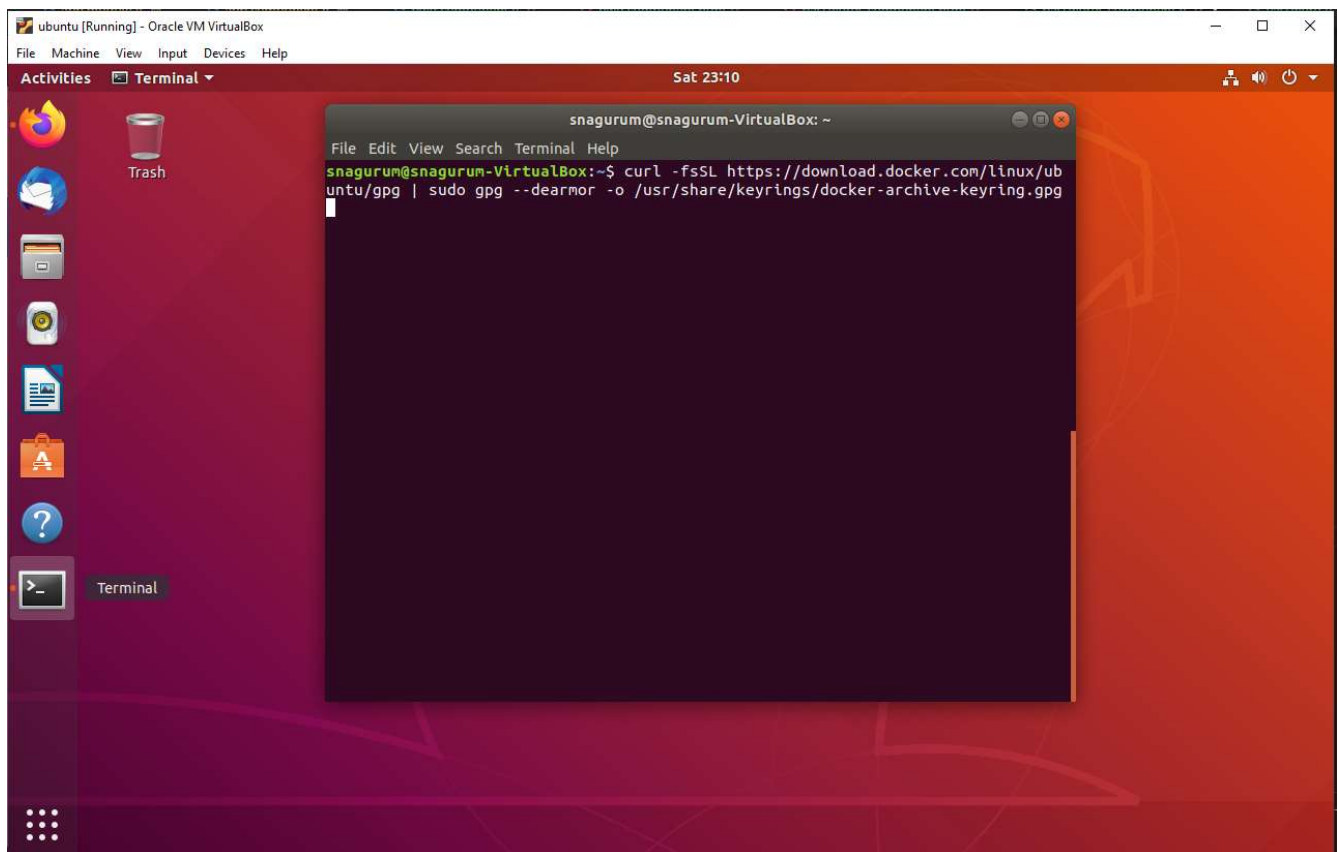 ubuntu [Running] - Oracle VM VirtualBox
File Machine View Input Devices Help
Activities Terminal Sat 23:10
Trash
snagurum@snagurum-VirtualBox: ~
File Edit View Search Terminal Help
snagurum@snagurum-VirtualBox:~$ curl -fsSL https://download.docker.com/linux/ub
untu/gpg | sudo gpg --dearmor -o /usr/share/keyrings/docker-archive-keyring.gpg
Terminal